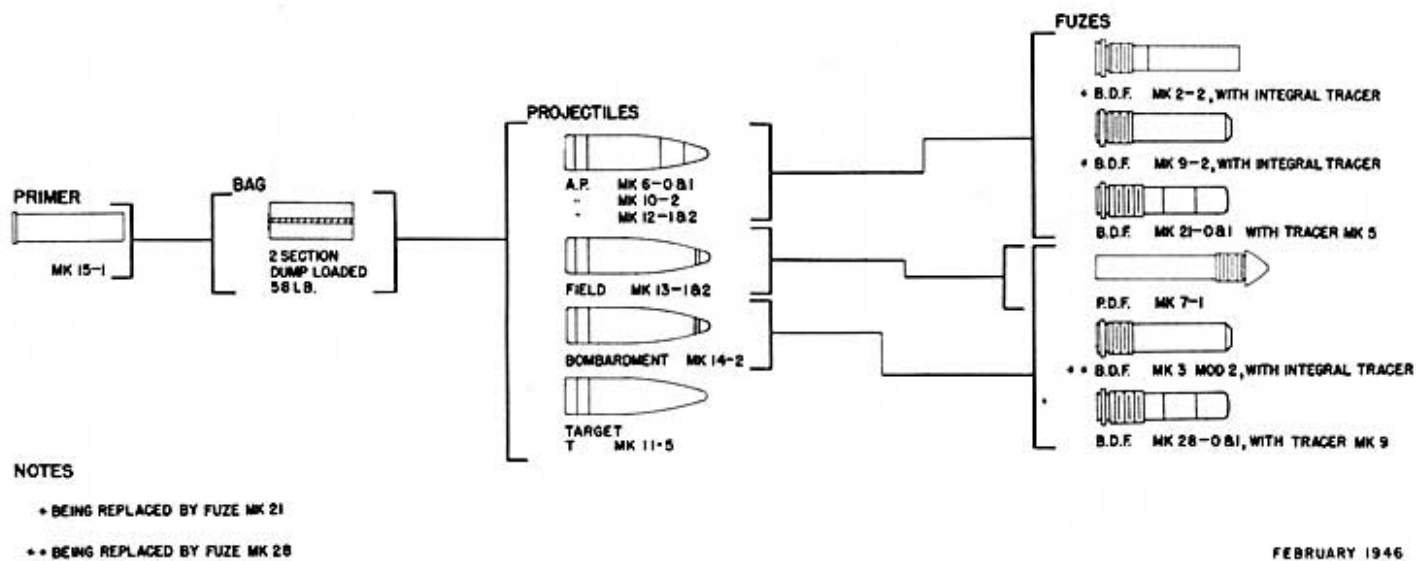 PRIMER
MK 15-1
BAG
2 SECTION
DUMP LOADED
58 LB.
PROJECTILES
A.P. MK 6-0&1
" MK 10-2
" MK 12-1&2
FIELD MK 13-1&2
BOMBARDMENT MK 14-2
TARGET
T MK 11-5
FUZES
* B.D.F. MK 2-2, WITH INTEGRAL TRACER
* B.D.F. MK 9-2, WITH INTEGRAL TRACER
B.D.F. MK 21-0&1 WITH TRACER MK 5
P.D.F. MK 7-1
** B.D.F. MK 3 MOD 2, WITH INTEGRAL TRACER
B.D.F. MK 28-0&1, WITH TRACER MK 9
NOTES
* BEING REPLACED BY FUZE MK 21
** BEING REPLACED BY FUZE MK 28
FEBRUARY 1946